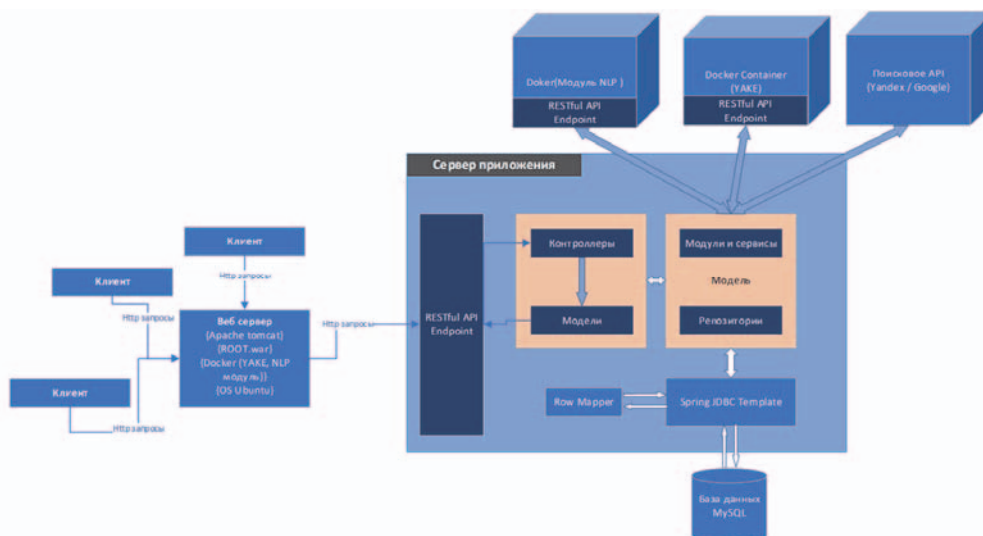 Doker(Модуль NLP )
RESTful API
Endpoint
Docker Container
(YAKE)
RESTful API
Endpoint
Поисковое API
(Yandex / Google)
Сервер приложения
RESTful API
Endpoint
Контроллеры
Модели
Модули и сервисы
Модель
Репозитории
Row Mapper
Spring JDBC Template
База данных
MySQL
Клиент
Http запросы
Клиент
Http запросы
Клиент
Http запросы
Веб сервер
(Apache tomcat)
(ROOT.war)
(Docker (YAKE, NLP
модуль))
(OS Ubuntu)
Http запросы